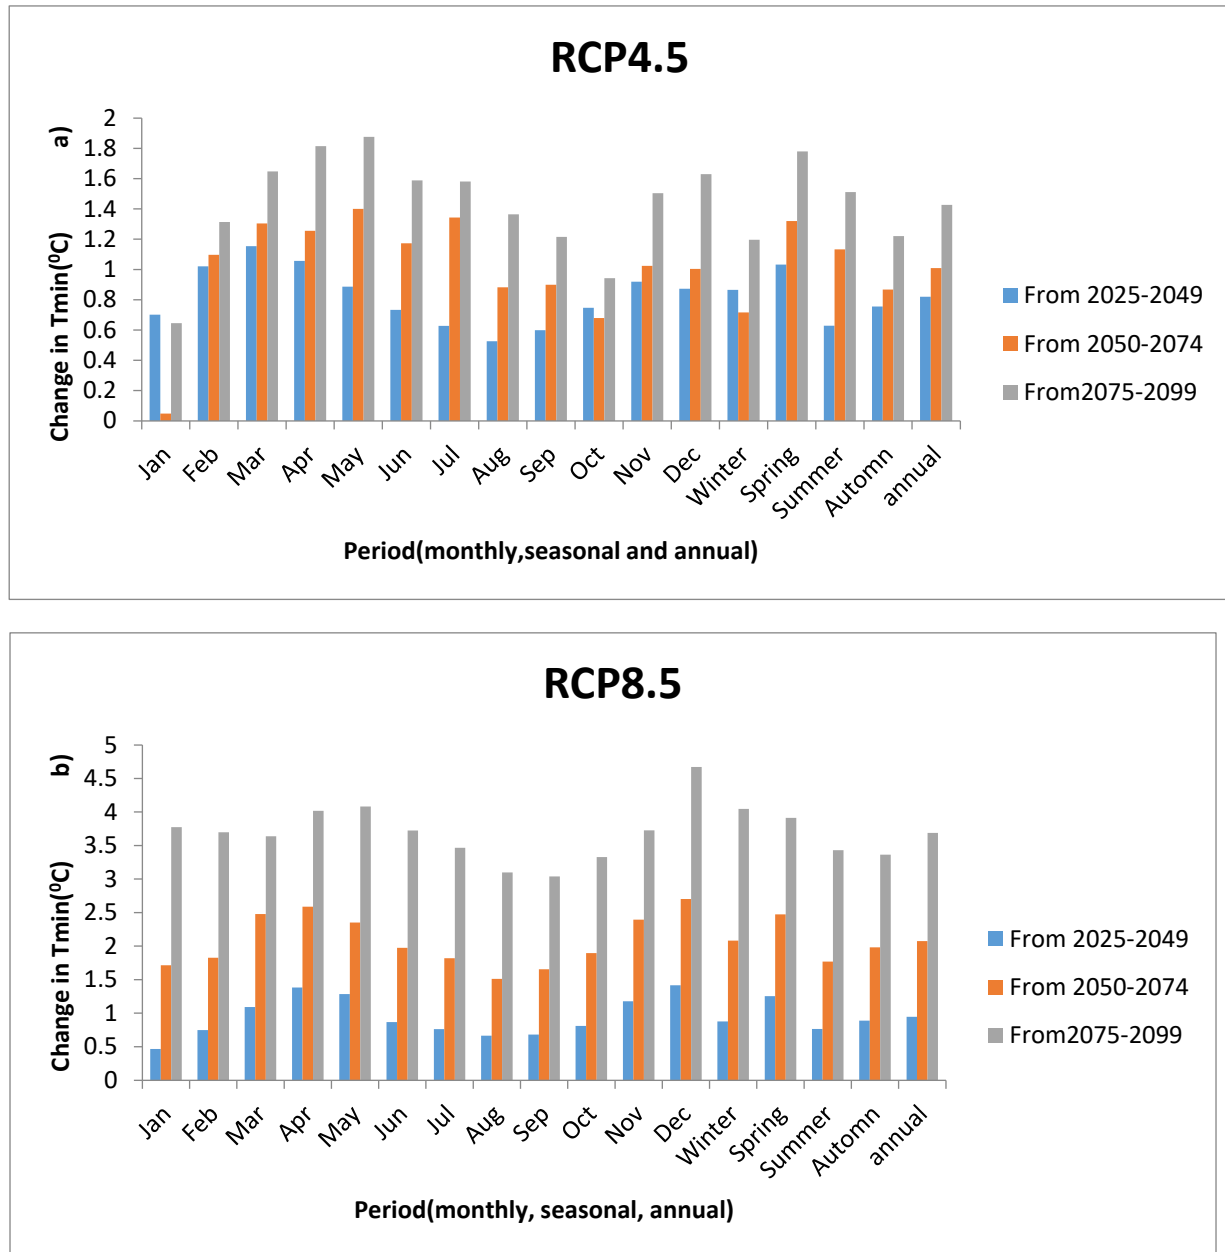 RCP4.5
a)
Change in Tmin(⁰C)
2
1.8
1.6
1.4
1.2
1
0.8
0.6
0.4
0.2
0
Jan
Feb
Mar
Apr
May
Jun
Jul
Aug
Sep
Oct
Nov
Dec
Winter
Spring
Summer
Automn
annual
Period(monthly,seasonal and annual)
From 2025-2049
From 2050-2074
From2075-2099
RCP8.5
b)
Change in Tmin(⁰C)
5
4.5
4
3.5
3
2.5
2
1.5
1
0.5
0
Jan
Feb
Mar
Apr
May
Jun
Jul
Aug
Sep
Oct
Nov
Dec
Winter
Spring
Summer
Automn
annual
Period(monthly, seasonal, annual)
From 2025-2049
From 2050-2074
From2075-2099